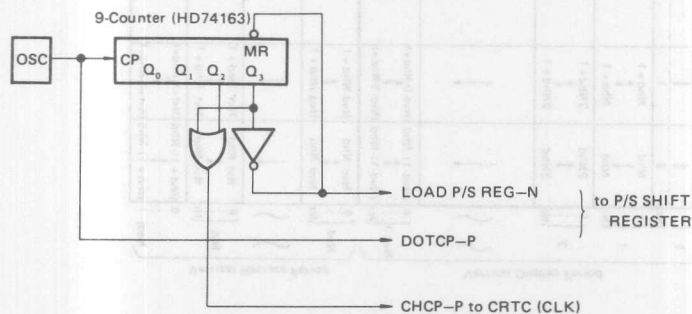 9-Counter (HD74163)
OSC
CP
MR
Q0 Q1 Q2 Q3
LOAD P/S REG-N
to P/S SHIFT
REGISTER
DOTCP-P
CHCP-P to CRTC (CLK)